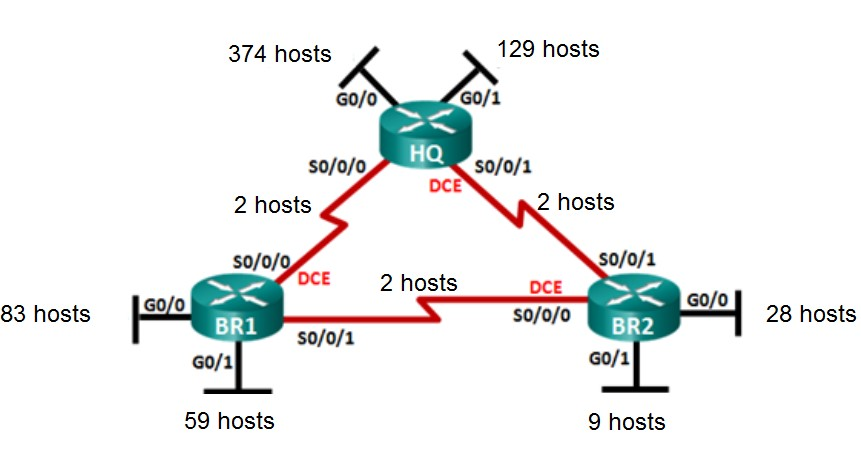 374 hosts
129 hosts
G0/0
G0/1
HQ
S0/0/0
S0/0/1
DCE
2 hosts
2 hosts
S0/0/0
S0/0/1
DCE
2 hosts
DCE
83 hosts
G0/0
BR1
S0/0/1
S0/0/0
BR2
G0/0
28 hosts
G0/1
G0/1
59 hosts
9 hosts